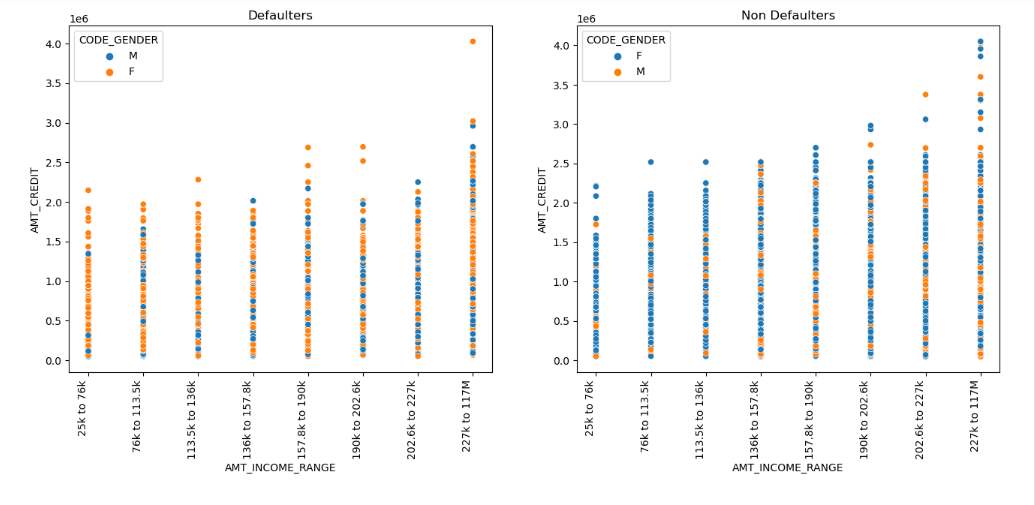 Defaulters
1e6
CODE_GENDER
M
F
4.0
3.5
3.0
2.5
2.0
1.5
1.0
0.5
0.0
AMT_CREDIT
25k to 76k
76k to 113.5k
113.5k to 136k
136k to 157.8k
157.8k to 190k
190k to 202.6k
202.6k to 227k
227k to 117M
AMT_INCOME_RANGE
Non Defaulters
1e6
CODE_GENDER
F
M
4.0
3.5
3.0
2.5
2.0
1.5
1.0
0.5
0.0
AMT_CREDIT
25k to 76k
76k to 113.5k
113.5k to 136k
136k to 157.8k
157.8k to 190k
190k to 202.6k
202.6k to 227k
227k to 117M
AMT_INCOME_RANGE